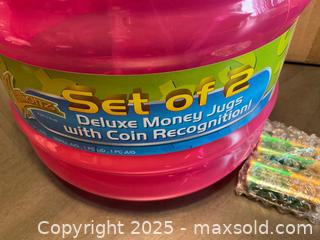 Set of 2
Deluxe Money Jugs
with Coin Recognition!
Copyright © 2025 - maxsold.com